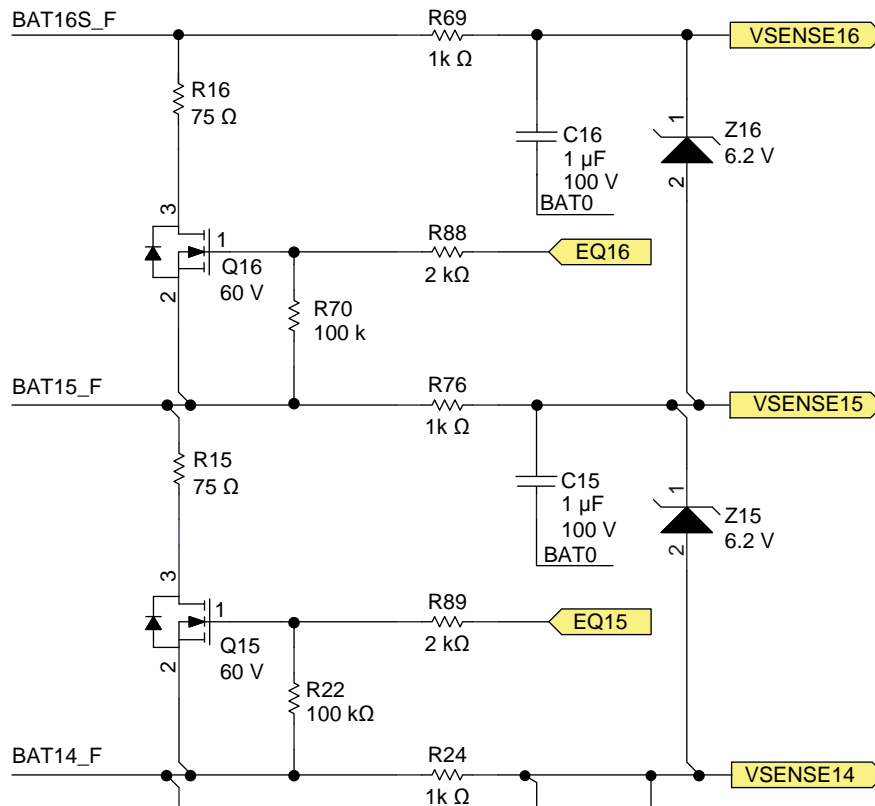 BAT16S_F
R69
1k Ω
VSENSE16
R16
75 Ω
C16
1 µF
100 V
BAT0
1
2
Z16
6.2 V
3
1
2
Q16
60 V
R88
2 kΩ
EQ16
R70
100 k
BAT15_F
R76
1k Ω
VSENSE15
R15
75 Ω
C15
1 µF
100 V
BAT0
1
2
Z15
6.2 V
3
1
2
Q15
60 V
R89
2 kΩ
EQ15
R22
100 kΩ
BAT14_F
R24
1k Ω
VSENSE14